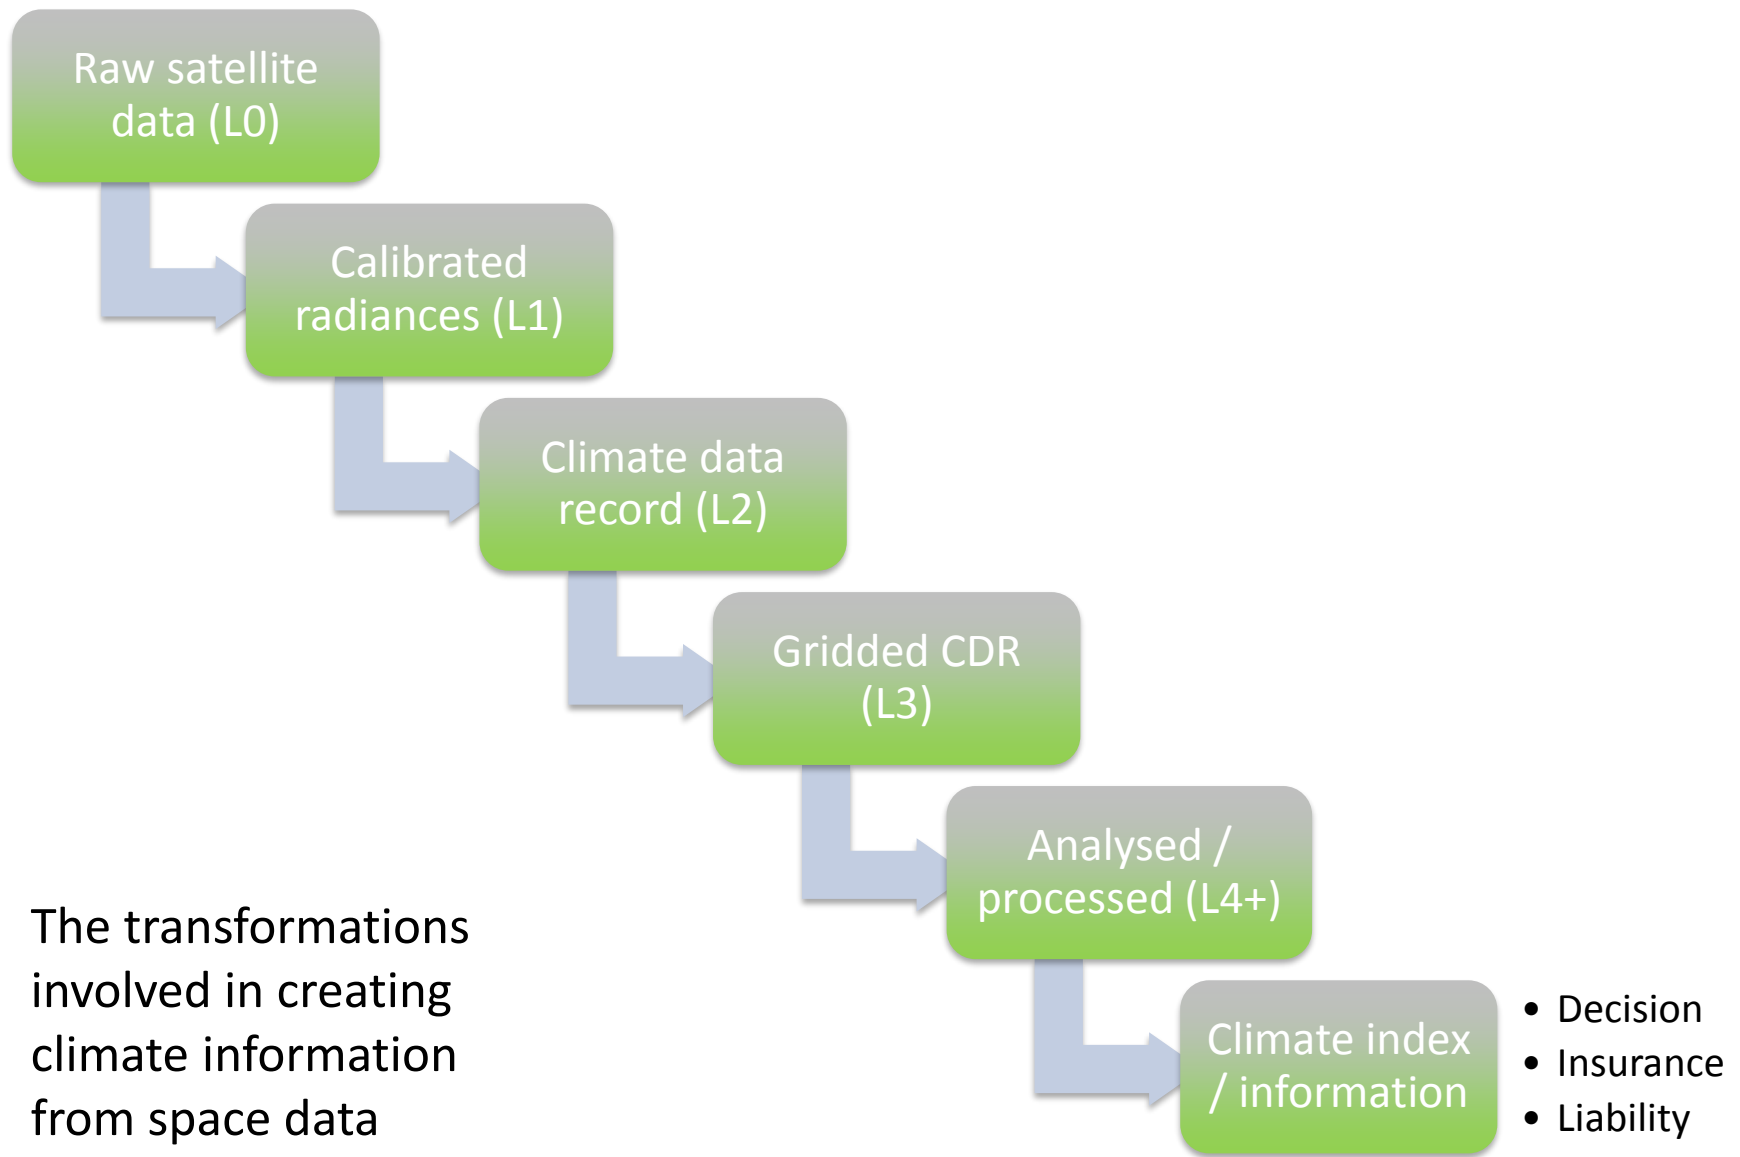 Raw satellite
data (L0)
Calibrated
radiances (L1)
Climate data
record (L2)
Gridded CDR
(L3)
Analysed /
processed (L4+)
Climate index
/ information
• Decision
• Insurance
• Liability
The transformations
involved in creating
climate information
from space data